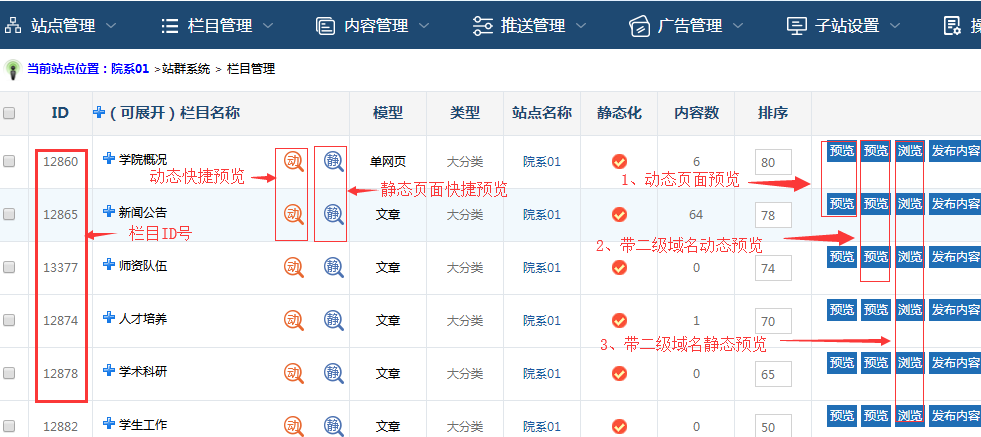 站点管理 栏目管理 内容管理 推送管理 广告管理 子站设置 操
当前站点位置：院系01 >站群系统 > 栏目管理
ID （可展开）栏目名称 模型 类型 站点名称 静态化 内容数 排序
12860 学院概况 动 静 单网页 大分类 院系01 6 80 预览 预览 浏览 发布内容
动态快捷预览 静态页面快捷预览 1、动态页面预览
12865 新闻公告 动 静 文章 大分类 院系01 64 78 预览 预览 浏览 发布内容
栏目ID号 2、带二级域名动态预览
13377 师资队伍 动 静 文章 大分类 院系01 0 74 预览 预览 浏览 发布内容
12874 人才培养 动 静 文章 大分类 院系01 1 70 预览 预览 浏览 发布内容
3、带二级域名静态预览
12878 学术科研 动 静 文章 大分类 院系01 0 65 预览 预览 浏览 发布内容
12882 学生工作 动 静 文章 大分类 院系01 0 50 预览 预览 浏览 发布内容